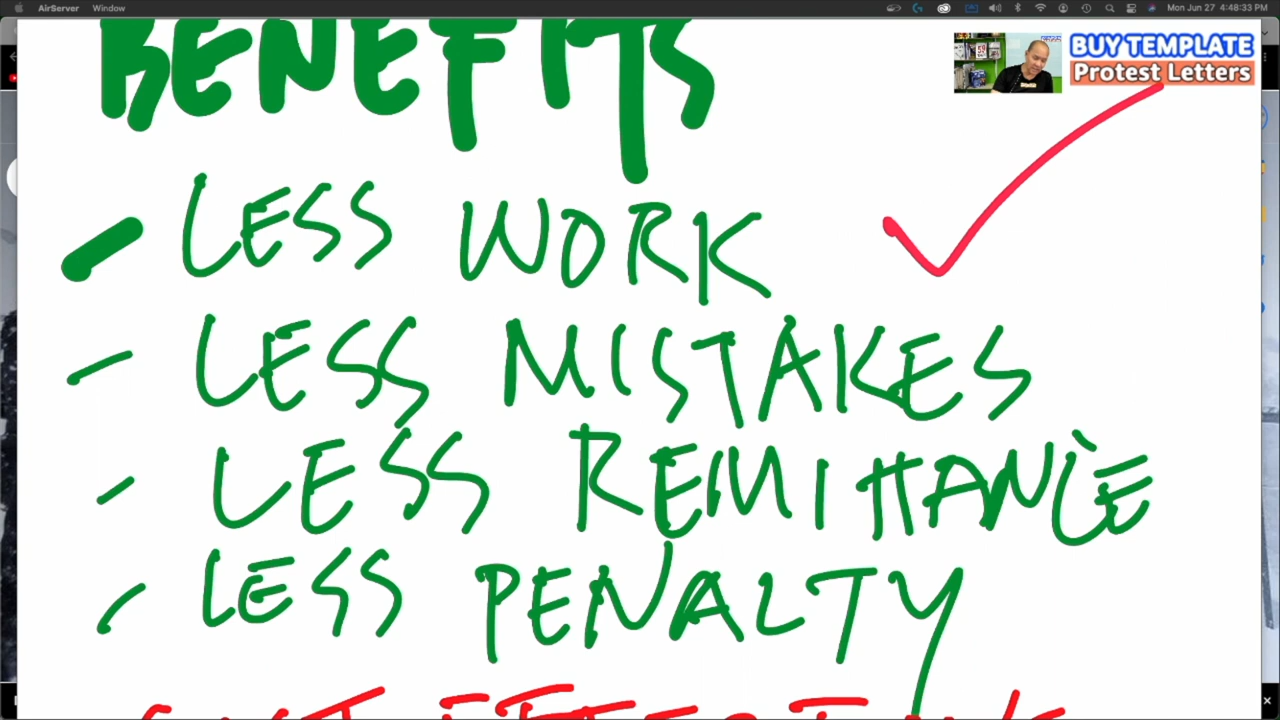 AirServer Window Mon Jun 27 4:48:33 PM
BUY TEMPLATE
Protest Letters
BENEFITS
- LESS WORK
- LESS MISTAKES
- LESS REMITTANCE
- LESS PENALTY